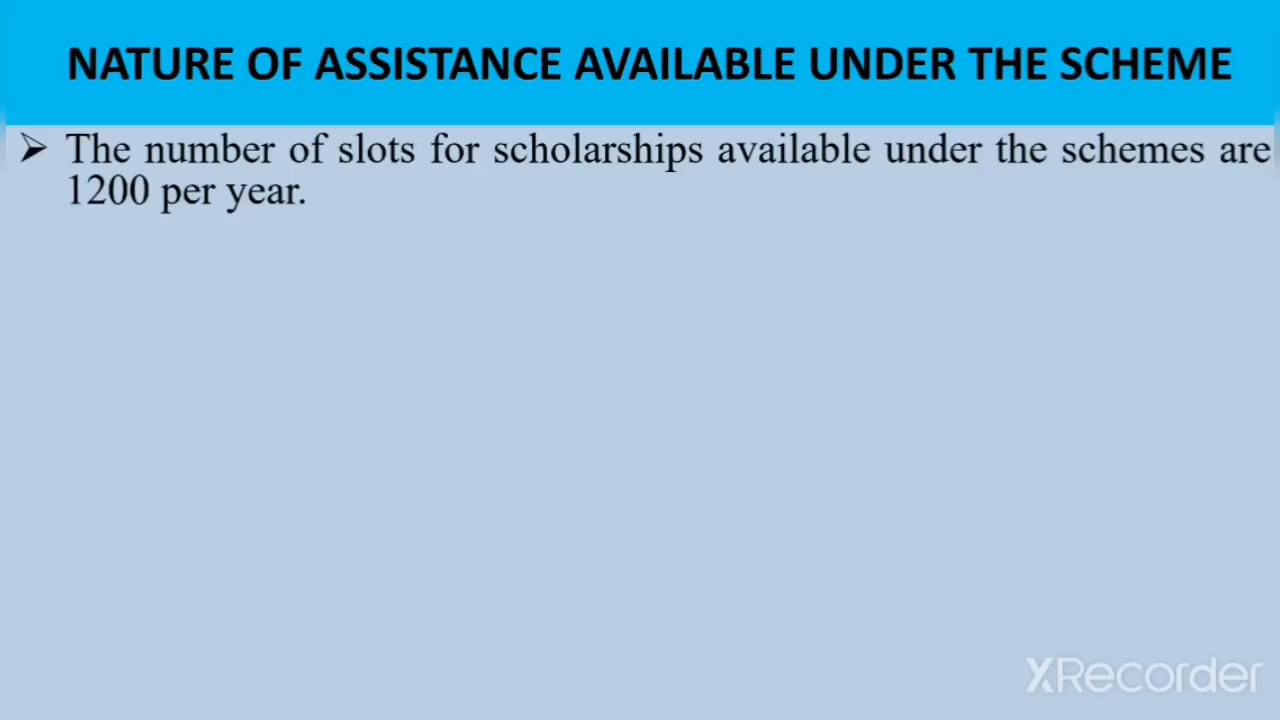 NATURE OF ASSISTANCE AVAILABLE UNDER THE SCHEME
➢ The number of slots for scholarships available under the schemes are
1200 per year.
XRecorder